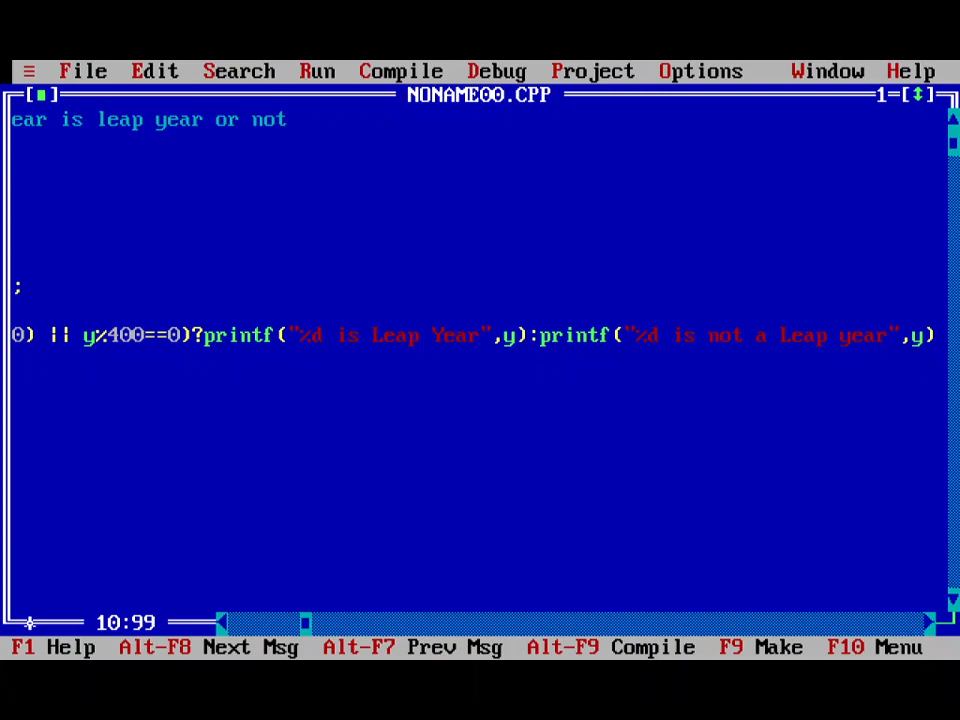 ≡ File Edit Search Run Compile Debug Project Options Window Help
[■] NONAME00.CPP 1=[↕]
ear is leap year or not
;
0) || y%400==0)?printf("%d is Leap Year",y):printf("%d is not a Leap year",y)
10:99
F1 Help Alt-F8 Next Msg Alt-F7 Prev Msg Alt-F9 Compile F9 Make F10 Menu